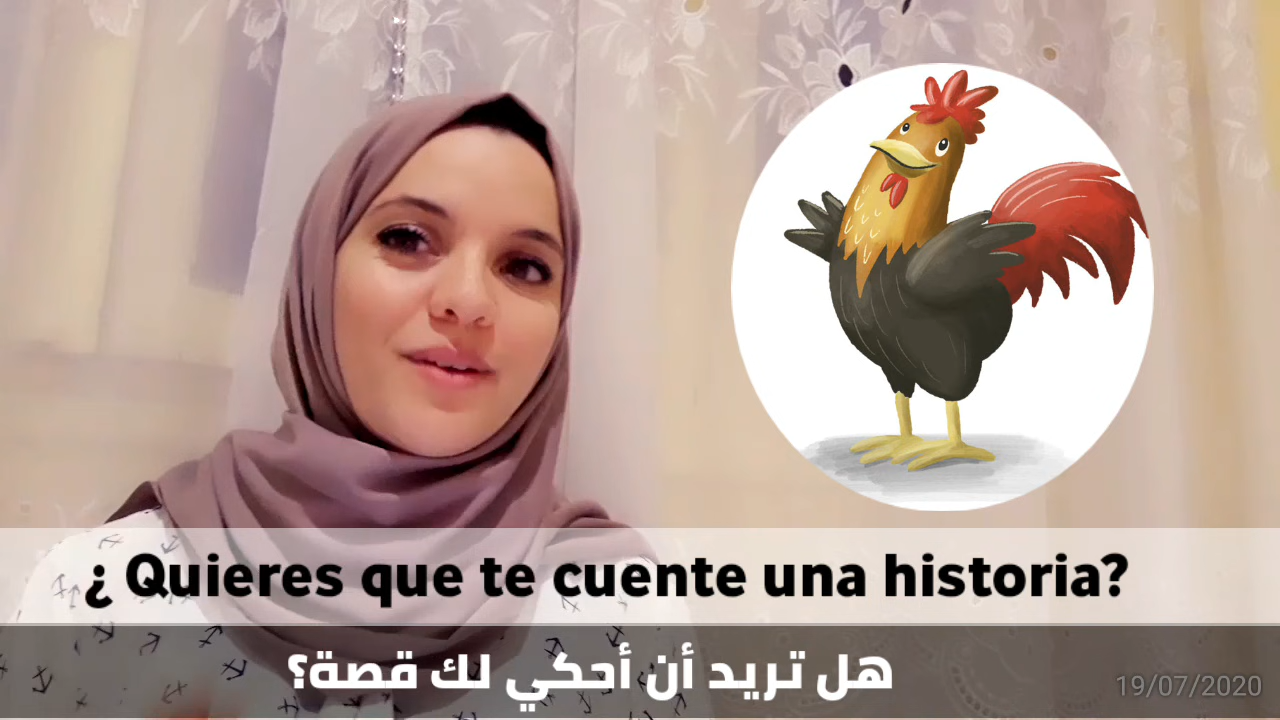 ¿ Quieres que te cuente una historia?
هل تريد أن أحكي لك قصة؟
19/07/2020